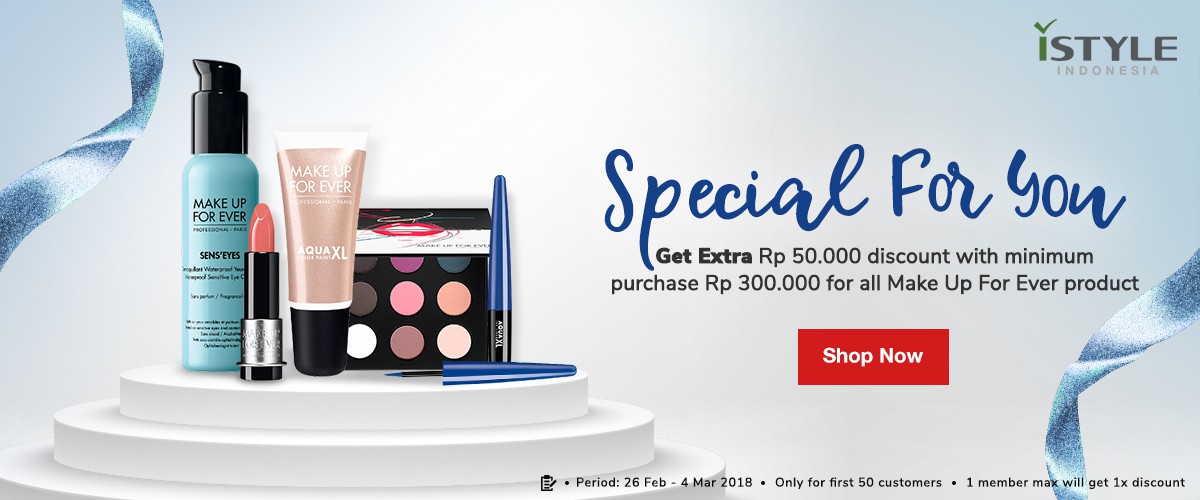 iSTYLE
INDONESIA
Special For You
Get Extra Rp 50.000 discount with minimum
purchase Rp 300.000 for all Make Up For Ever product
Shop Now
MAKE UP
FOR EVER
PROFESSIONAL - PARIS
SENS'EYES
MAKE UP
FOR EVER
PROFESSIONAL - PARIS
AQUA XL
COLOR PAINT
MAKE UP FOR EVER
AQUA XL
• Period: 26 Feb - 4 Mar 2018 • Only for first 50 customers • 1 member max will get 1x discount